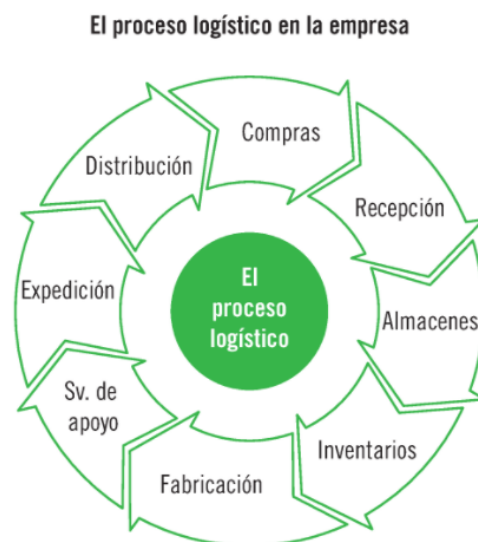 El proceso logístico en la empresa
Compras
Recepción
Almacenes
Inventarios
Fabricación
Sv. de
apoyo
Expedición
Distribución
El
proceso
logístico